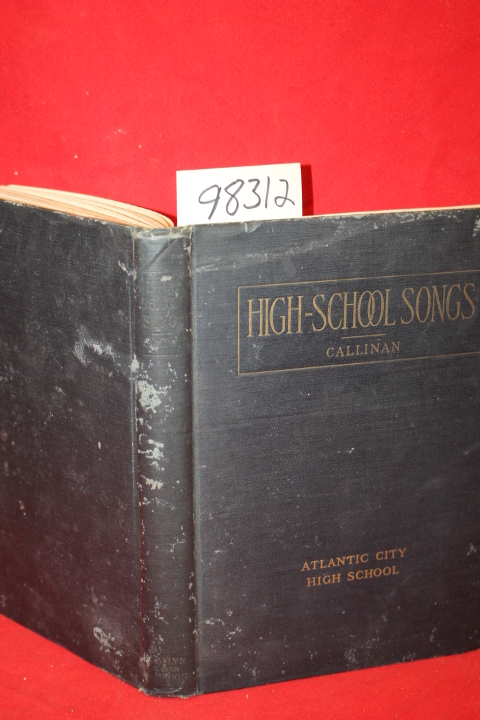 98312
HIGH-SCHOOL SONGS
CALLINAN
ATLANTIC CITY
HIGH SCHOOL